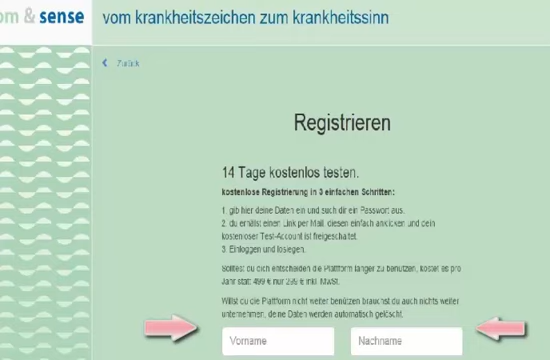 om & sense
vom krankheitszeichen zum krankheitssinn
Zurück
Registrieren
14 Tage kostenlos testen.
kostenlose Registrierung in 3 einfachen Schritten:
1. gib hier deine Daten ein und such dir ein Passwort aus.
2. du erhälst einen Link per Mail, diesen einfach anklicken und dein
kostenloser Test-Account ist freigeschaltet.
3. Einloggen und loslegen.
Solltest du dich entscheiden die Plattform länger zu benutzen, kostet es pro
Jahr statt 499 € nur 299 € inkl. MwSt.
Willst du die Plattform nicht weiter benützen brauchst du auch nichts weiter
unternehmen, deine Daten werden automatisch gelöscht.
Vorname
Nachname